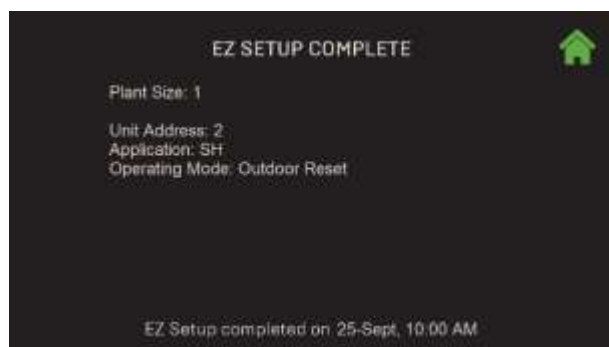 EZ SETUP COMPLETE
Plant Size: 1
Unit Address: 2
Application: SH
Operating Mode: Outdoor Reset
EZ Setup completed on 25-Sept, 10:00 AM